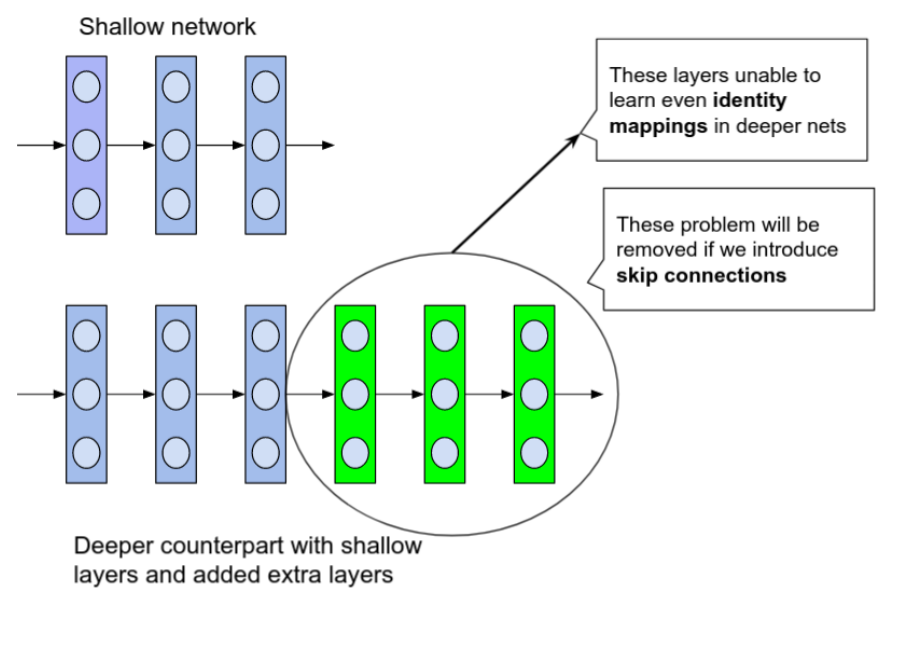 Shallow network
These layers unable to
learn even identity
mappings in deeper nets
These problem will be
removed if we introduce
skip connections
Deeper counterpart with shallow
layers and added extra layers